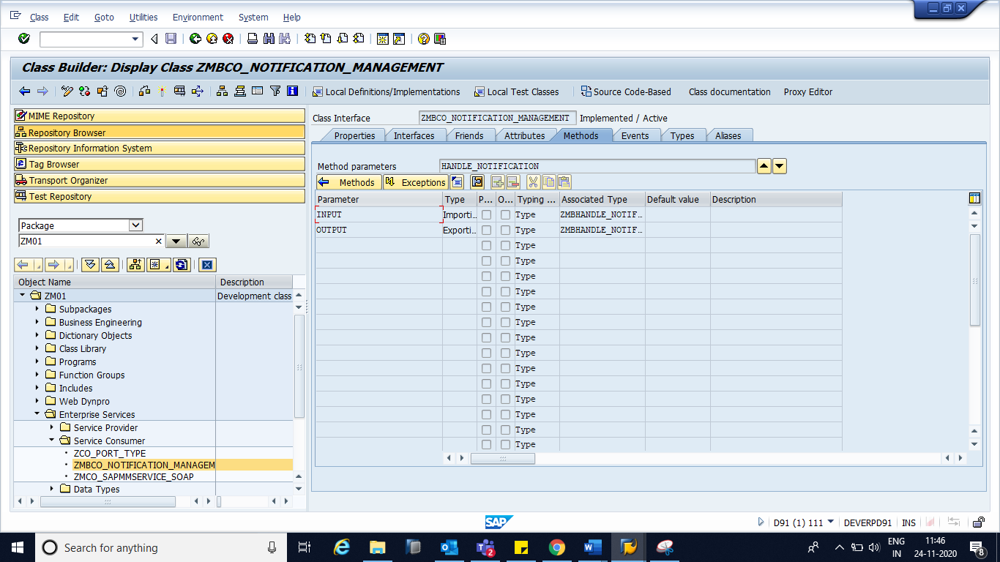 Class Edit Goto Utilities Environment System Help
Class Builder: Display Class ZMBCO_NOTIFICATION_MANAGEMENT
Local Definitions/Implementations Local Test Classes Source Code-Based Class documentation Proxy Editor
MIME Repository
Repository Browser
Repository Information System
Tag Browser
Transport Organizer
Test Repository
Package
ZM01
Object Name Description
ZM01 Development class
Subpackages
Business Engineering
Dictionary Objects
Class Library
Programs
Function Groups
Includes
Web Dynpro
Enterprise Services
Service Provider
Service Consumer
ZCO_PORT_TYPE
ZMBCO_NOTIFICATION_MANAGEM
ZMCO_SAPMMSERVICE_SOAP
Data Types
Class Interface ZMBCO_NOTIFICATION_MANAGEMENT Implemented / Active
Properties Interfaces Friends Attributes Methods Events Types Aliases
Method parameters HANDLE_NOTIFICATION
Methods Exceptions
Parameter Type P... O... Typing ... Associated Type Default value Description
INPUT Importi... Type ZMBHANDLE_NOTIF...
OUTPUT Exporti... Type ZMBHANDLE_NOTIF...
Type
Type
Type
Type
Type
Type
Type
Type
Type
Type
Type
Type
Type
Type
SAP
D91 (1) 111 DEVERPD91 INS
Search for anything
2
ENG
IN
11:46
24-11-2020
8